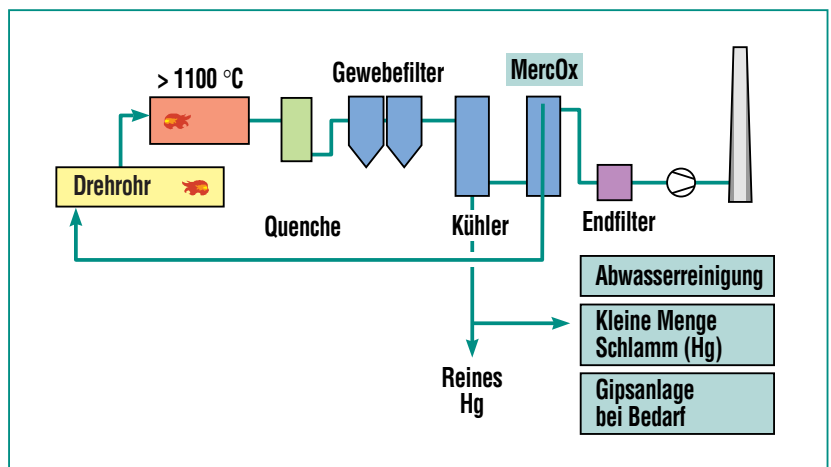 > 1100 °C
Gewebefilter
MercOx
Drehrohr
Quenche
Kühler
Endfilter
Abwasserreinigung
Kleine Menge
Schlamm (Hg)
Reines
Hg
Gipsanlage
bei Bedarf